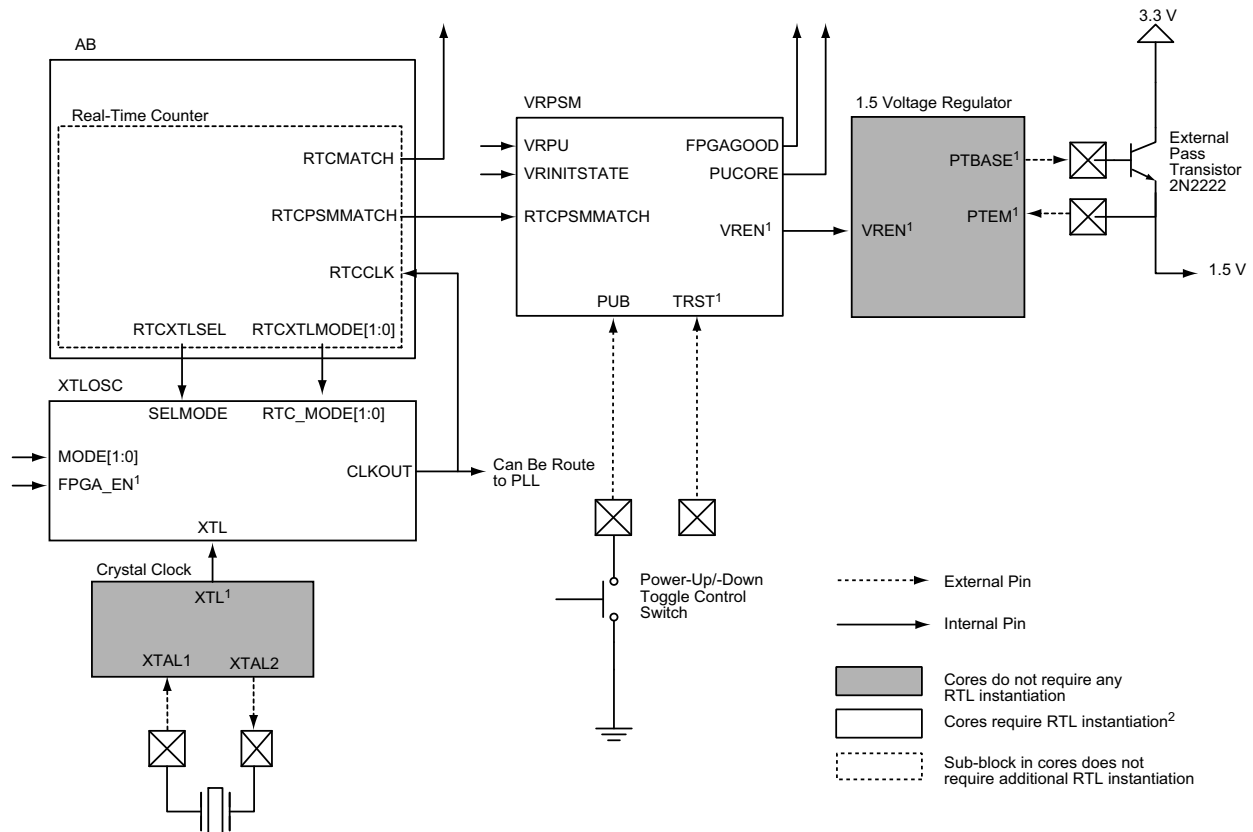 3.3 V
AB
Real-Time Counter
RTCMATCH
RTCPSMMATCH
RTCCLK
RTCXTLSEL
RTCXTLMODE[1:0]
VRPSM
VRPU
VRINITSTATE
RTCPSMMATCH
FPGAGOOD
PUCORE
VREN¹
PUB
TRST¹
1.5 Voltage Regulator
PTBASE¹
PTEM¹
VREN¹
External
Pass
Transistor
2N2222
1.5 V
XTLOSC
SELMODE
RTC_MODE[1:0]
MODE[1:0]
FPGA_EN¹
CLKOUT
XTL
Can Be Route
to PLL
Crystal Clock
XTL¹
XTAL1
XTAL2
Power-Up/-Down
Toggle Control
Switch
External Pin
Internal Pin
Cores do not require any
RTL instantiation
Cores require RTL instantiation²
Sub-block in cores does not
require additional RTL instantiation